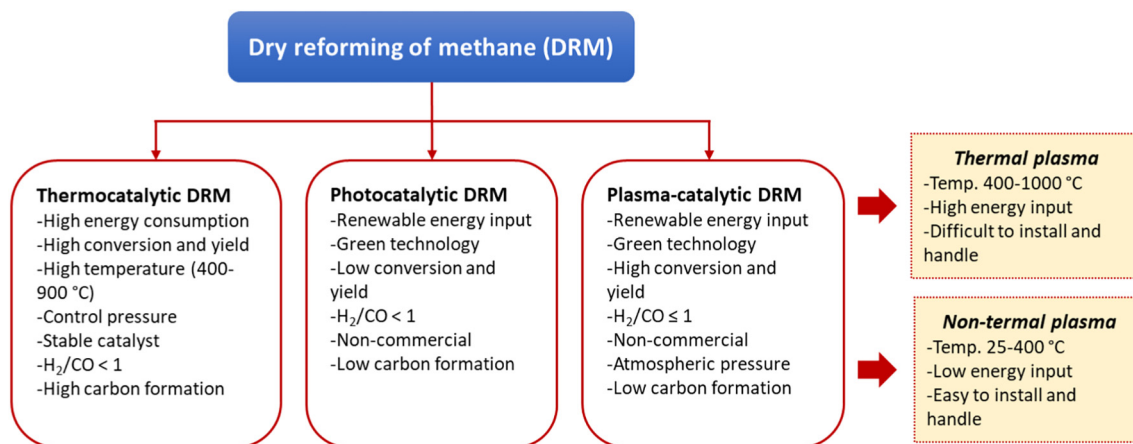 Dry reforming of methane (DRM)
Thermocatalytic DRM
-High energy consumption
-High conversion and yield
-High temperature (400-
900 °C)
-Control pressure
-Stable catalyst
-H₂/CO < 1
-High carbon formation
Photocatalytic DRM
-Renewable energy input
-Green technology
-Low conversion and
yield
-H₂/CO < 1
-Non-commercial
-Low carbon formation
Plasma-catalytic DRM
-Renewable energy input
-Green technology
-High conversion and
yield
-H₂/CO ≤ 1
-Non-commercial
-Atmospheric pressure
-Low carbon formation
Thermal plasma
-Temp. 400-1000 °C
-High energy input
-Difficult to install and
handle
Non-termal plasma
-Temp. 25-400 °C
-Low energy input
-Easy to install and
handle